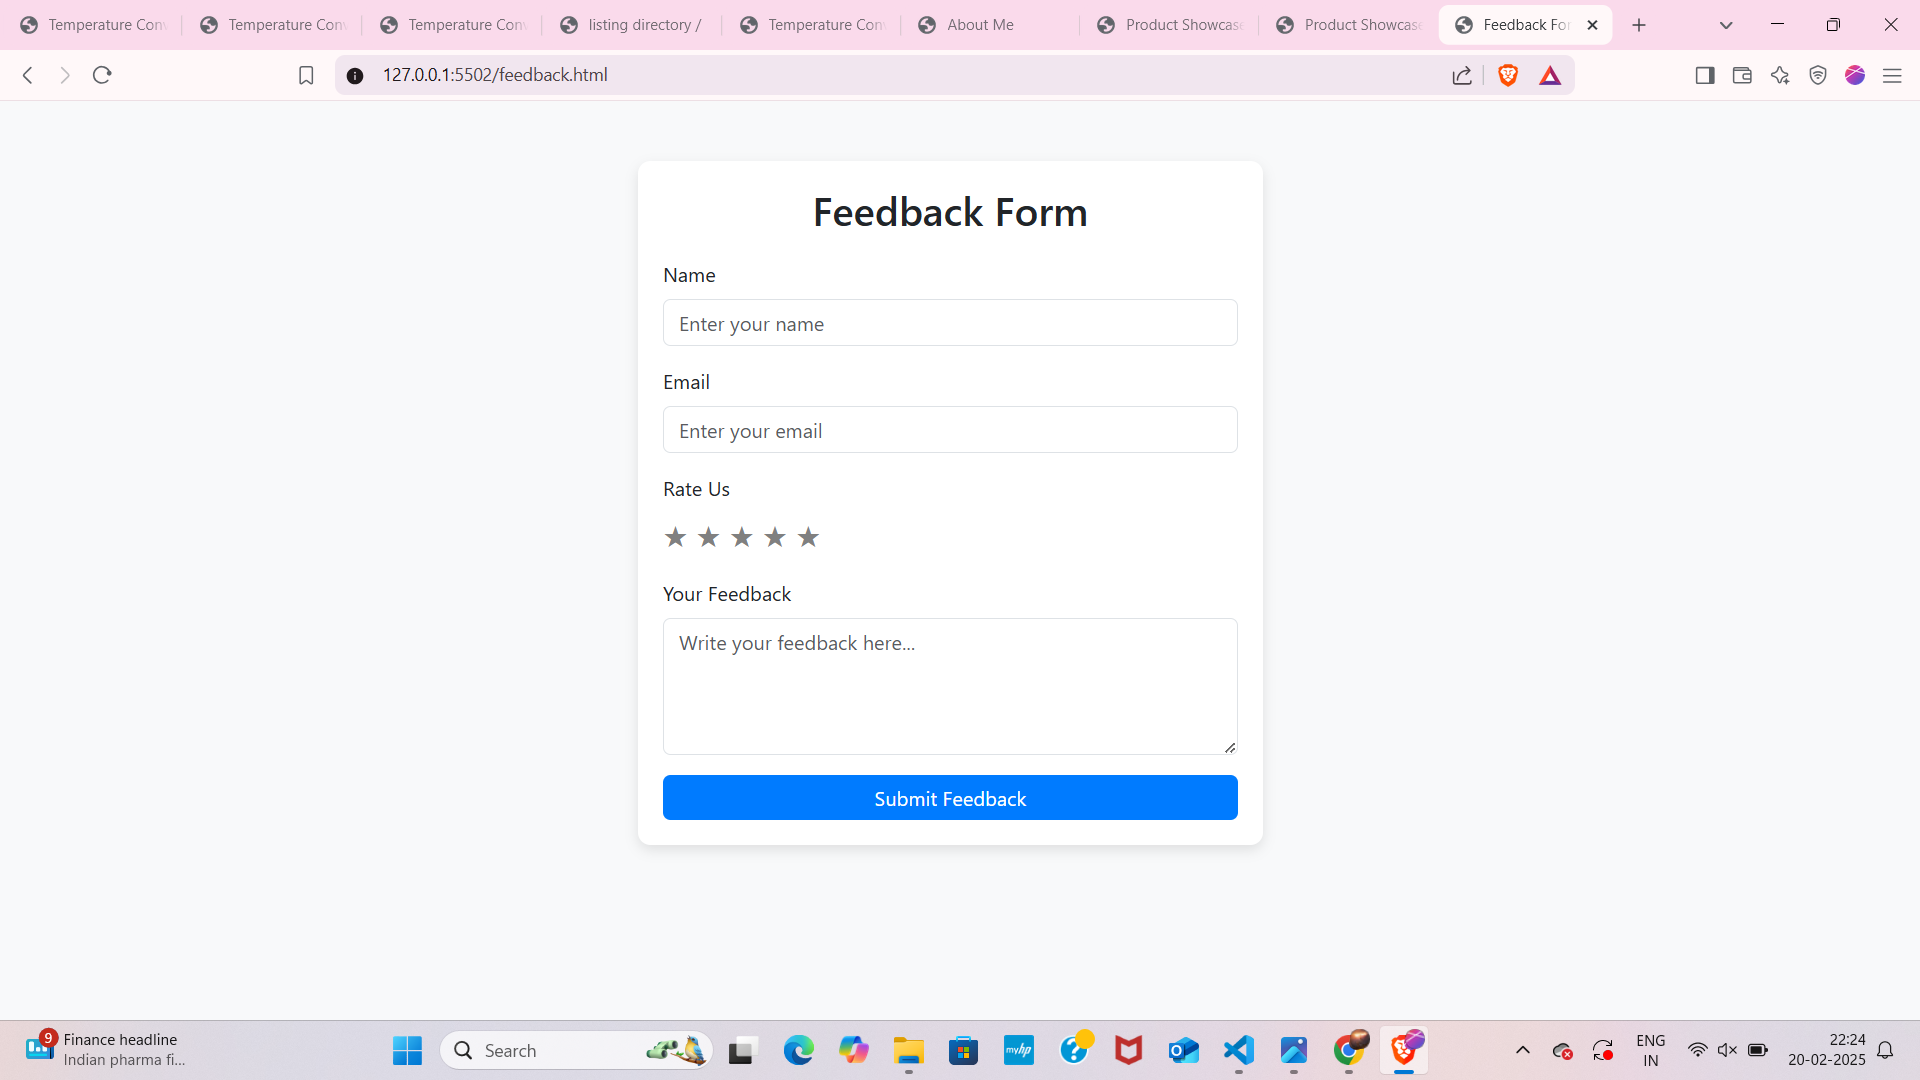 Temperature Conv
Temperature Conv
Temperature Conv
listing directory /
Temperature Conv
About Me
Product Showcase
Product Showcase
Feedback For
127.0.0.1:5502/feedback.html
Feedback Form
Name
Enter your name
Email
Enter your email
Rate Us
★ ★ ★ ★ ★
Your Feedback
Write your feedback here...
Submit Feedback
9
Finance headline
Indian pharma fi...
Search
myhp
ENG
IN
22:24
20-02-2025